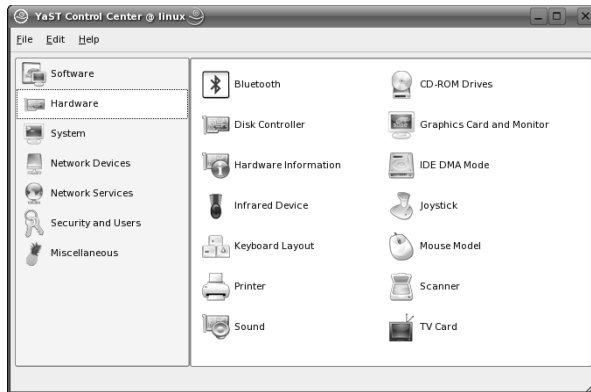 YaST Control Center @ linux
File Edit Help
Software
Hardware
System
Network Devices
Network Services
Security and Users
Miscellaneous
Bluetooth
CD-ROM Drives
Disk Controller
Graphics Card and Monitor
Hardware Information
IDE DMA Mode
Infrared Device
Joystick
Keyboard Layout
Mouse Model
Printer
Scanner
Sound
TV Card